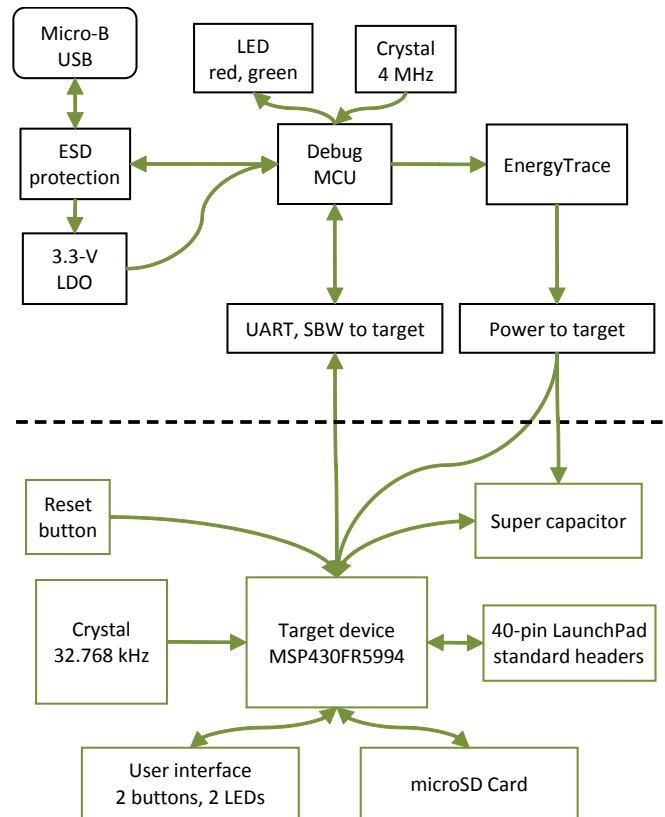 Micro-B
USB
LED
red, green
Crystal
4 MHz
ESD
protection
Debug
MCU
EnergyTrace
3.3-V
LDO
UART, SBW to target
Power to target
Reset
button
Super capacitor
Crystal
32.768 kHz
Target device
MSP430FR5994
40-pin LaunchPad
standard headers
User interface
2 buttons, 2 LEDs
microSD Card